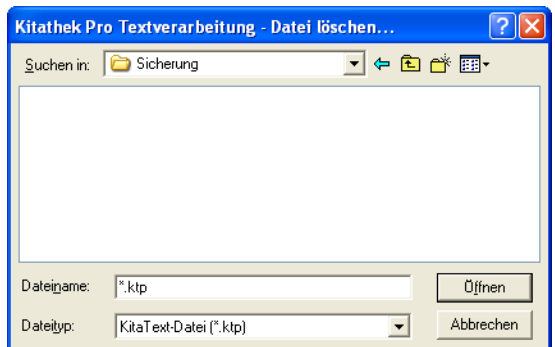 Kitathek Pro Textverarbeitung - Datei löschen...
Suchen in: Sicherung
Dateiname: *.ktp Öffnen
Dateityp: KitaText-Datei (*.ktp) Abbrechen